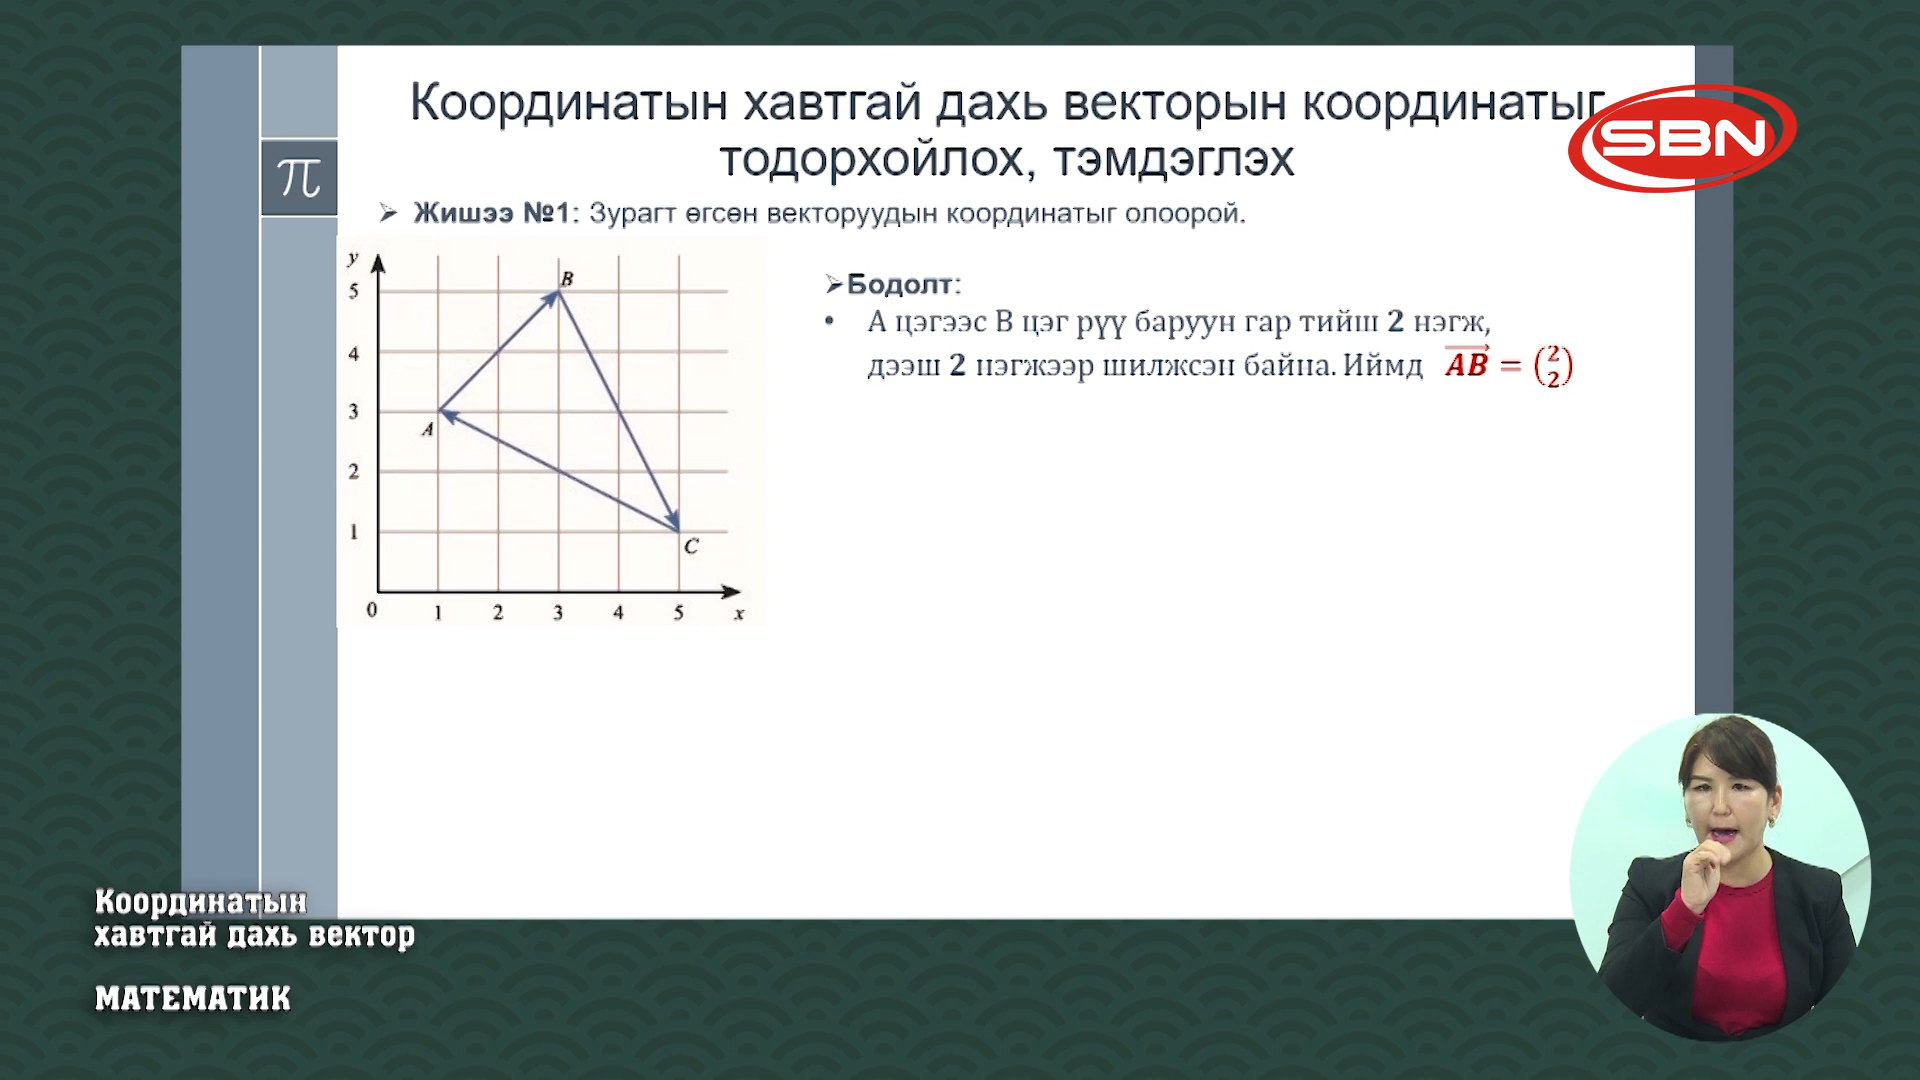 Координатын хавтгай дахь векторын координатыг
тодорхойлох, тэмдэглэх
SBN
π
➢ Жишээ №1: Зурагт өгсөн векторуудын координатыг олоорой.
y
5
4
3
2
1
0
1
2
3
4
5
x
A
B
C
➢Бодолт:
• А цэгээс В цэг рүү баруун гар тийш 2 нэгж,
дээш 2 нэгжээр шилжсэн байна. Иймд $\overrightarrow{AB} = \binom{2}{2}$
Координатын
хавтгай дахь вектор
МАТЕМАТИК